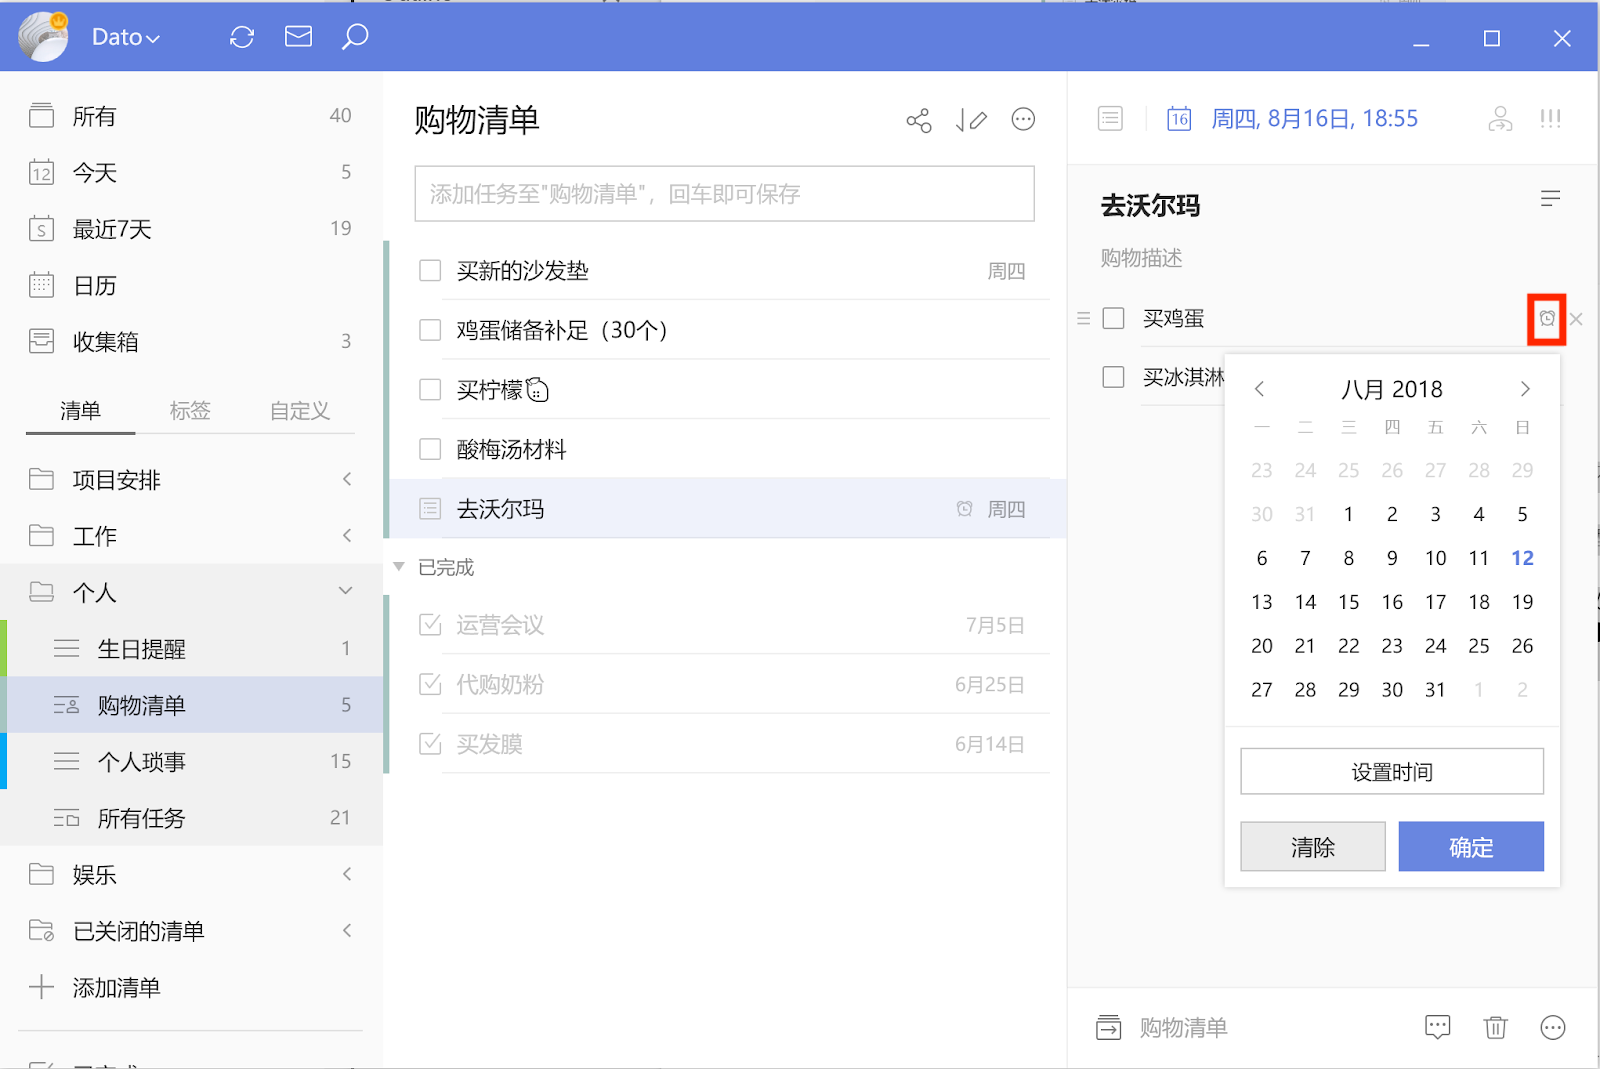 Dato
所有 40
12 今天 5
S 最近7天 19
日历
收集箱 3
清单 标签 自定义
项目安排
工作
个人
生日提醒 1
购物清单 5
个人琐事 15
所有任务 21
娱乐
已关闭的清单
添加清单
购物清单
添加任务至"购物清单"，回车即可保存
买新的沙发垫 周四
鸡蛋储备补足（30个）
买柠檬
酸梅汤材料
去沃尔玛 周四
已完成
运营会议 7月5日
代购奶粉 6月25日
买发膜 6月14日
16 周四, 8月16日, 18:55
去沃尔玛
购物描述
买鸡蛋
买冰淇淋
八月 2018
一 二 三 四 五 六 日
23 24 25 26 27 28 29
30 31 1 2 3 4 5
6 7 8 9 10 11 12
13 14 15 16 17 18 19
20 21 22 23 24 25 26
27 28 29 30 31 1 2
设置时间
清除 确定
购物清单